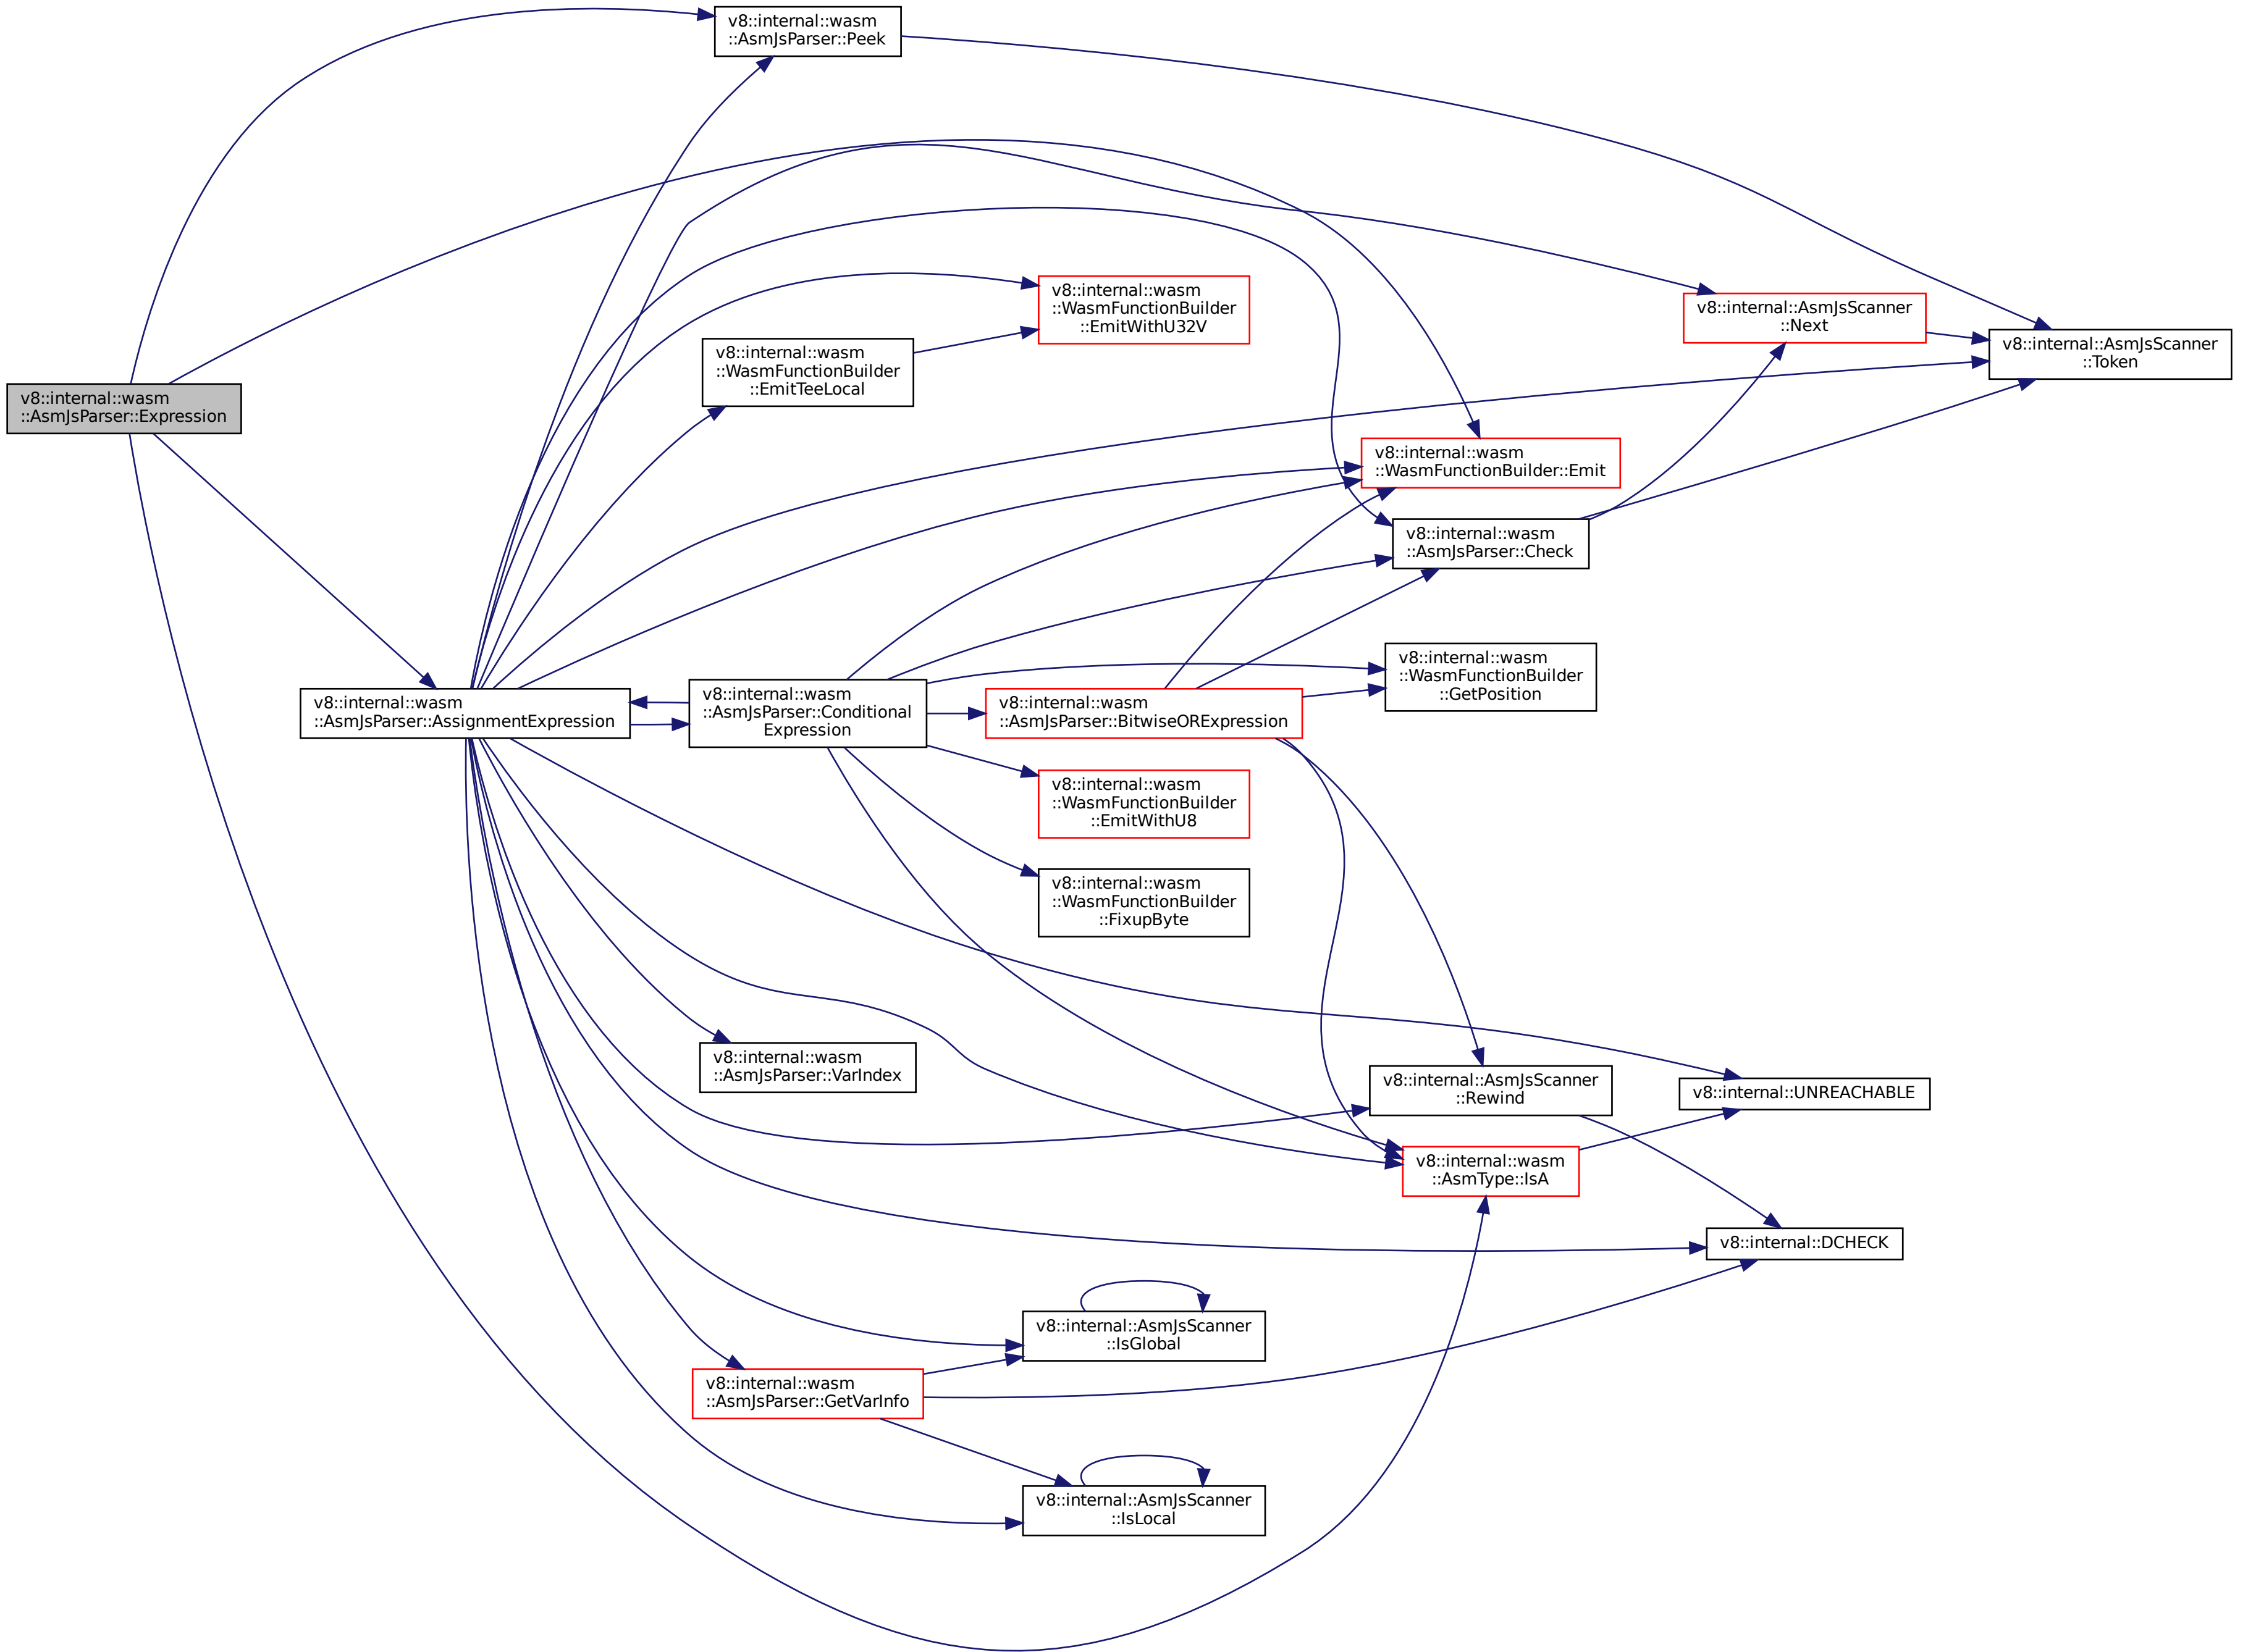 v8::internal::wasm
::AsmJsParser::Peek
v8::internal::wasm
::WasmFunctionBuilder
::EmitWithU32V
v8::internal::AsmJsScanner
::Next
v8::internal::AsmJsScanner
::Token
v8::internal::wasm
::WasmFunctionBuilder
::EmitTeeLocal
v8::internal::wasm
::AsmJsParser::Expression
v8::internal::wasm
::WasmFunctionBuilder::Emit
v8::internal::wasm
::AsmJsParser::Check
v8::internal::wasm
::WasmFunctionBuilder
::GetPosition
v8::internal::wasm
::AsmJsParser::AssignmentExpression
v8::internal::wasm
::AsmJsParser::Conditional
Expression
v8::internal::wasm
::AsmJsParser::BitwiseORExpression
v8::internal::wasm
::WasmFunctionBuilder
::EmitWithU8
v8::internal::wasm
::WasmFunctionBuilder
::FixupByte
v8::internal::wasm
::AsmJsParser::VarIndex
v8::internal::AsmJsScanner
::Rewind
v8::internal::UNREACHABLE
v8::internal::wasm
::AsmType::IsA
v8::internal::DCHECK
v8::internal::AsmJsScanner
::IsGlobal
v8::internal::wasm
::AsmJsParser::GetVarInfo
v8::internal::AsmJsScanner
::IsLocal